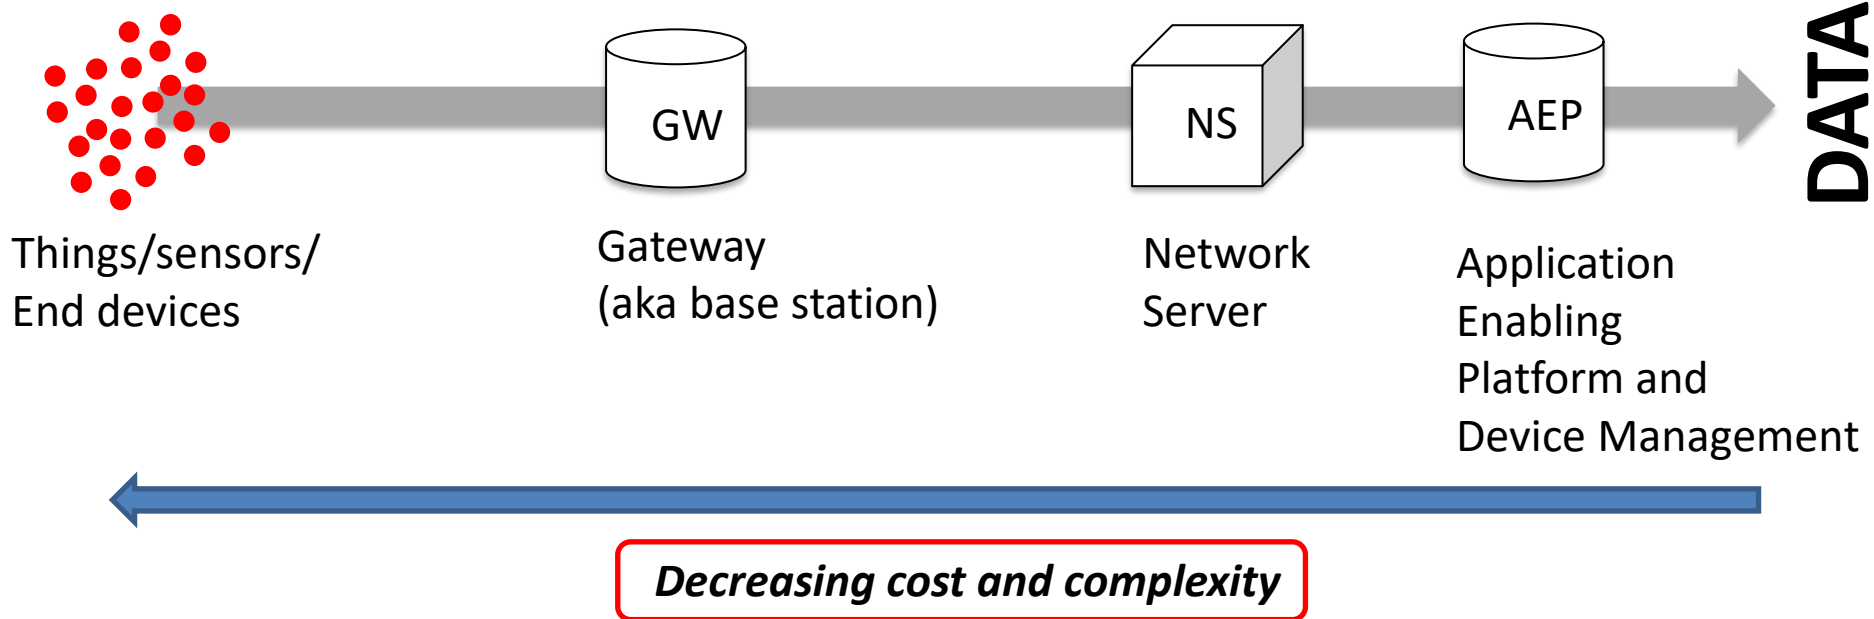 GW
NS
AEP
DATA
Things/sensors/
End devices
Gateway
(aka base station)
Network
Server
Application
Enabling
Platform and
Device Management
Decreasing cost and complexity